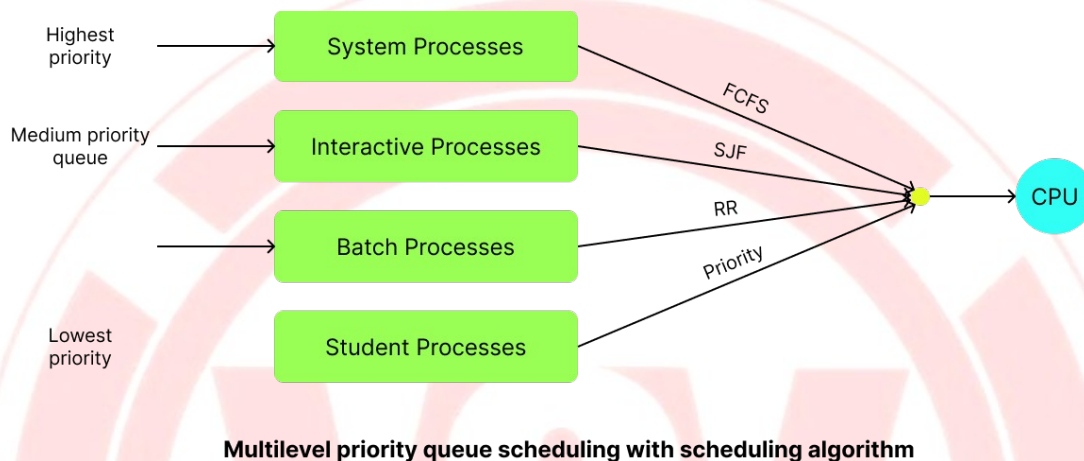 Highest
priority
System Processes
FCFS
Medium priority
queue
Interactive Processes
SJF
CPU
RR
Batch Processes
Priority
Lowest
priority
Student Processes
Multilevel priority queue scheduling with scheduling algorithm